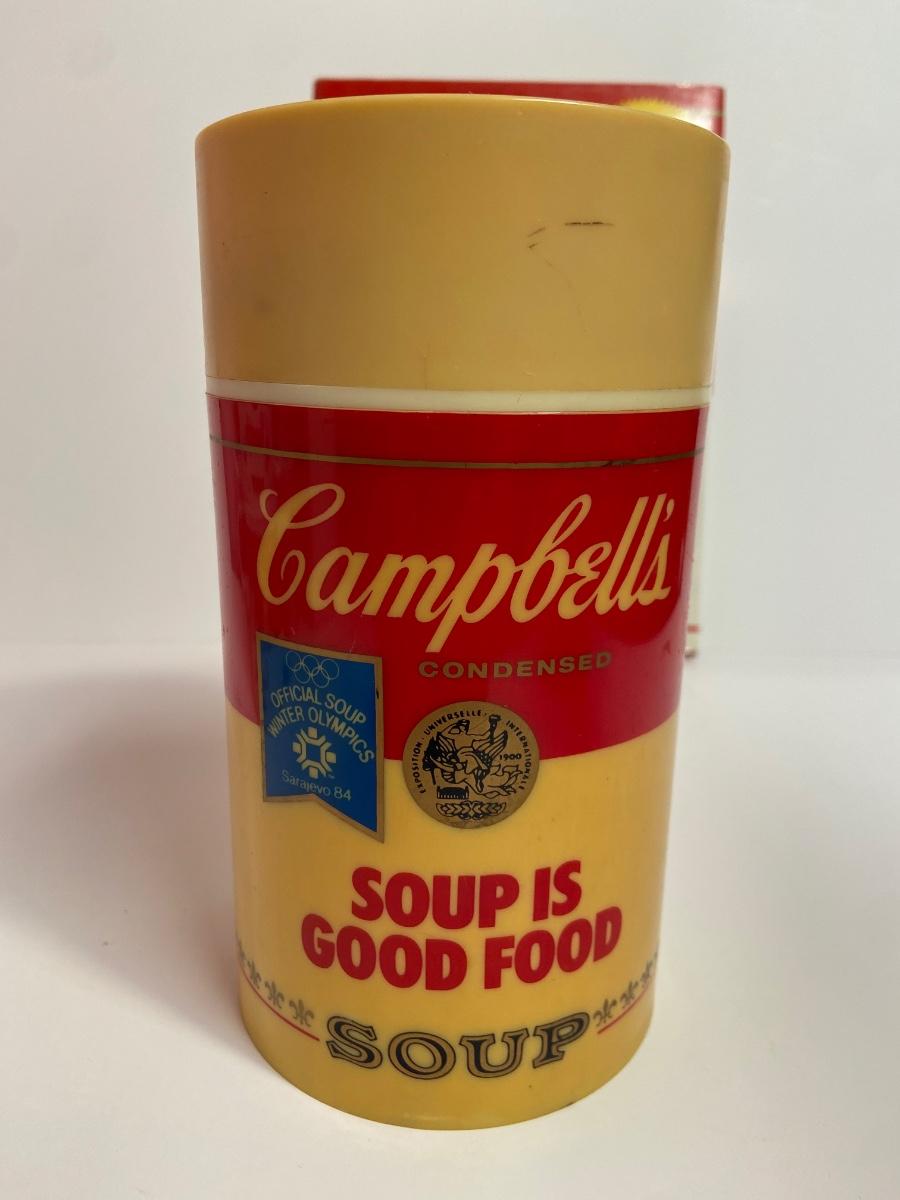 Campbell's
CONDENSED
OFFICIAL SOUP
WINTER OLYMPICS
Sarajevo 84
EXPOSITION · UNIVERSELLE · INTERNATIONALE
1900
SOUP IS
GOOD FOOD
SOUP